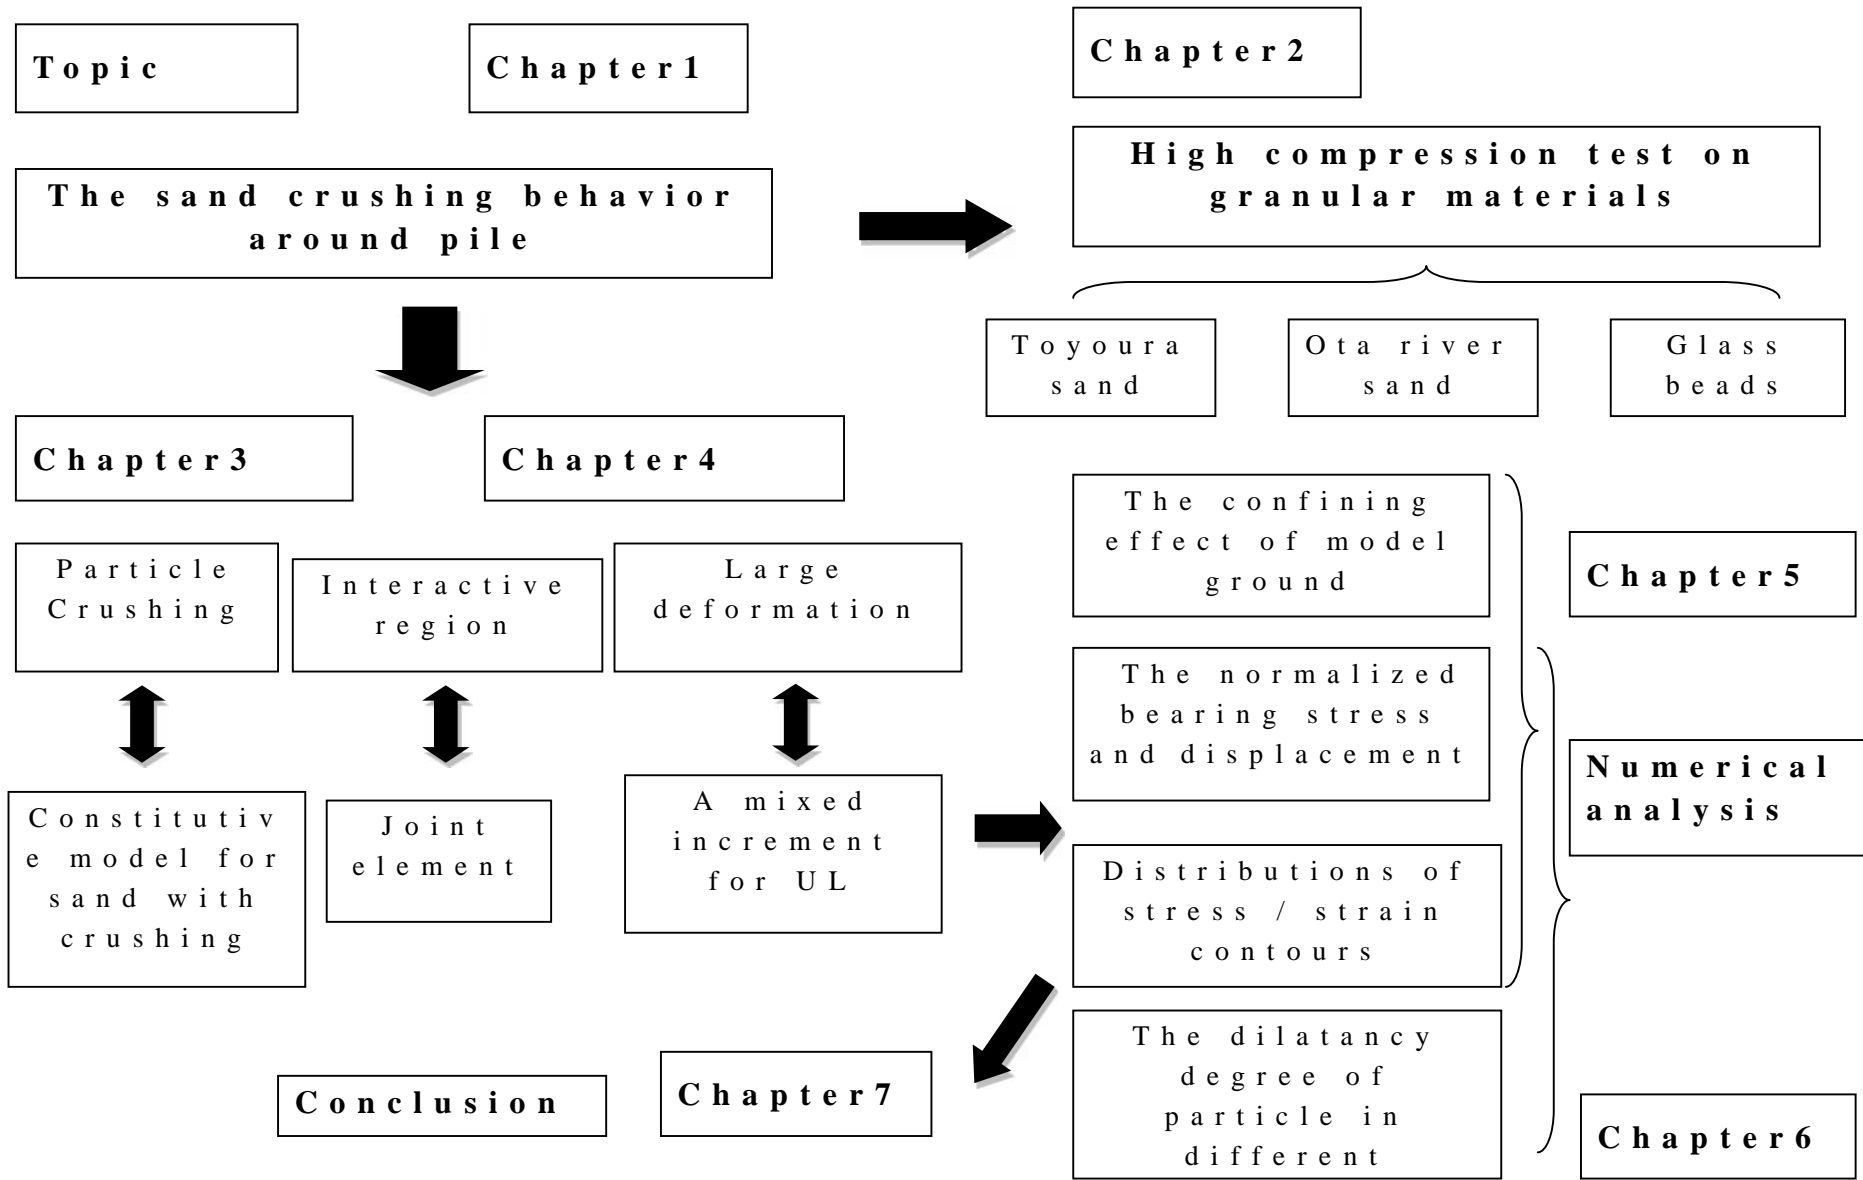 Topic
Chapter1
Chapter2
The sand crushing behavior
around pile
High compression test on
granular materials
Toyoura
sand
Ota river
sand
Glass
beads
Chapter3
Chapter4
Particle
Crushing
Interactive
region
Large
deformation
Constitutiv
e model for
sand with
crushing
Joint
element
A mixed
increment
for UL
The confining
effect of model
ground
The normalized
bearing stress
and displacement
Distributions of
stress / strain
contours
The dilatancy
degree of
particle in
different
Chapter5
Numerical
analysis
Chapter6
Conclusion
Chapter7